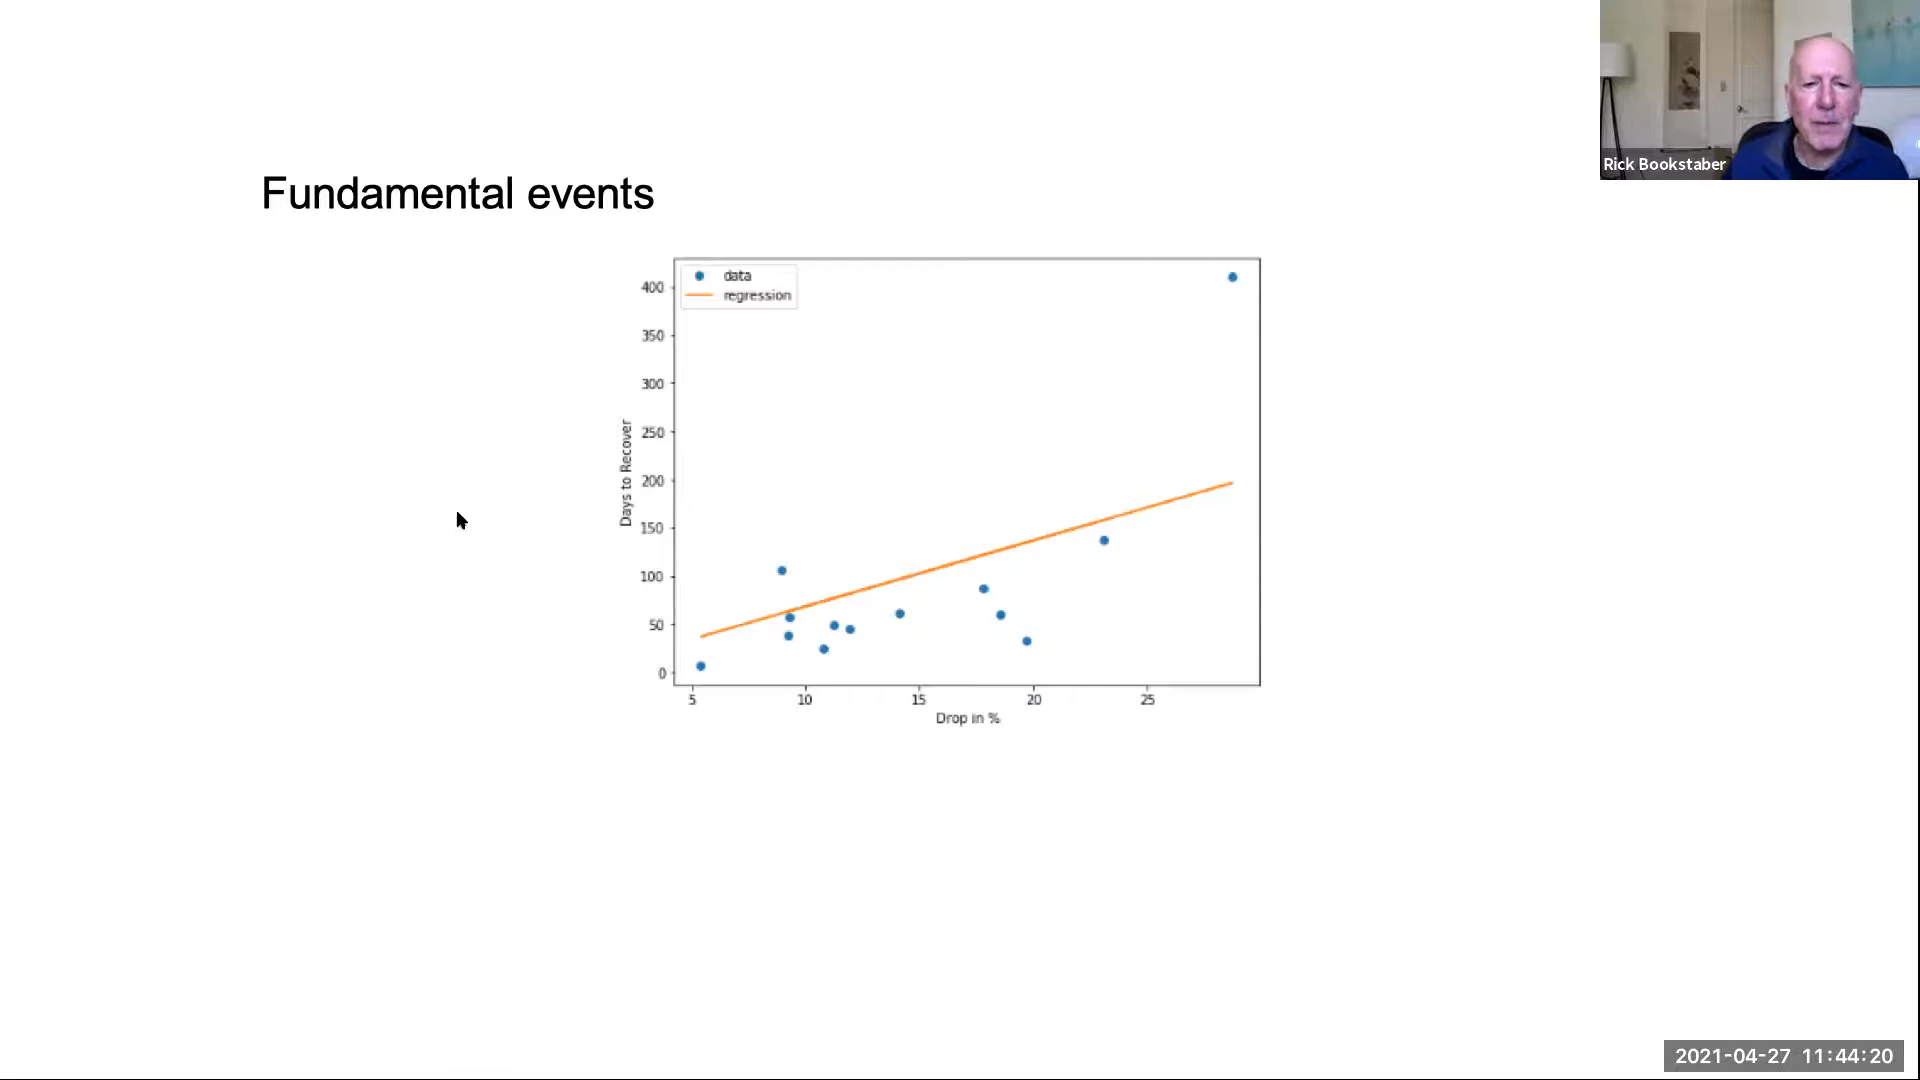 Rick Bookstaber
Fundamental events
data
regression
400
350
300
250
200
150
100
50
0
Days to Recover
5 10 15 20 25
Drop in %
2021-04-27 11:44:20